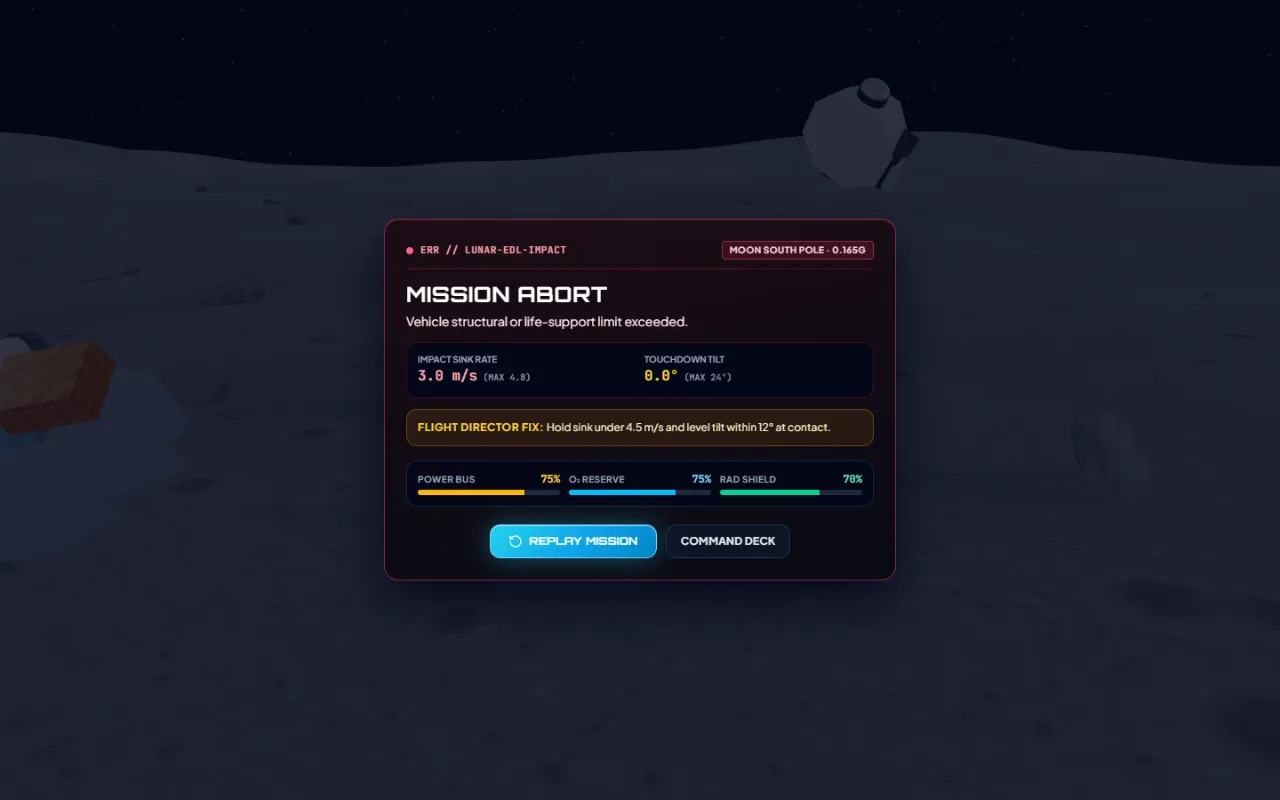 ERR // LUNAR-EDL-IMPACT
MOON SOUTH POLE · 0.165G
MISSION ABORT
Vehicle structural or life-support limit exceeded.
IMPACT SINK RATE
3.0 m/s (MAX 4.8)
TOUCHDOWN TILT
0.0° (MAX 24°)
FLIGHT DIRECTOR FIX: Hold sink under 4.5 m/s and level tilt within 12° at contact.
POWER BUS 75%
O₂ RESERVE 75%
RAD SHIELD 70%
REPLAY MISSION
COMMAND DECK